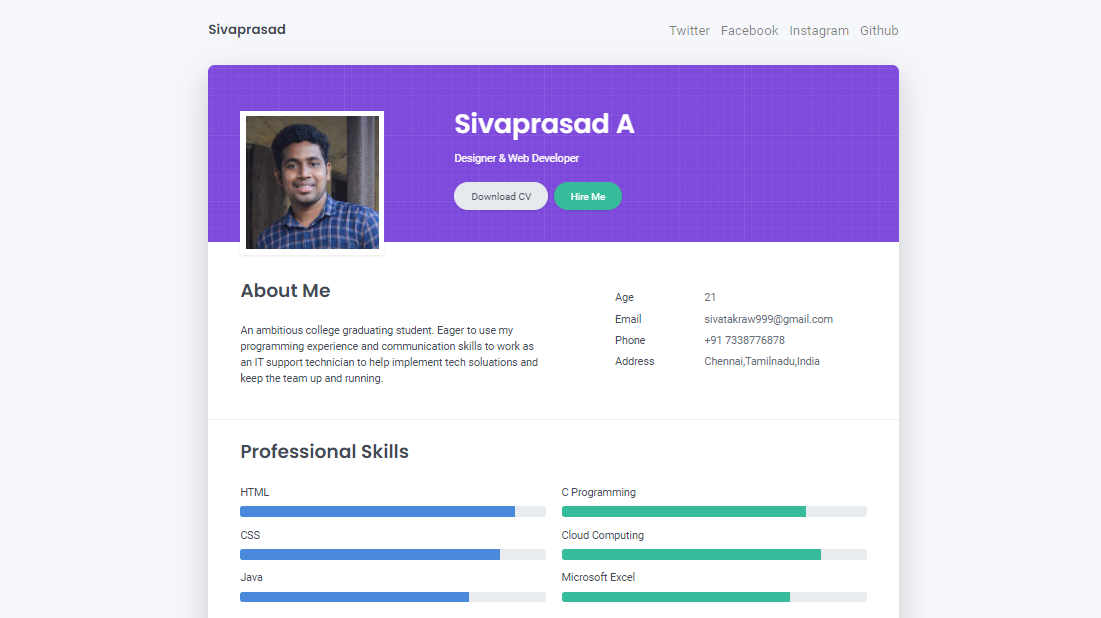 Sivaprasad
Twitter Facebook Instagram Github
Sivaprasad A
Designer & Web Developer
Download CV
Hire Me
About Me
An ambitious college graduating student. Eager to use my
programming experience and communication skills to work as
an IT support technician to help implement tech soluations and
keep the team up and running.
Age 21
Email sivatakraw999@gmail.com
Phone +91 7338776878
Address Chennai,Tamilnadu,India
Professional Skills
HTML
C Programming
CSS
Cloud Computing
Java
Microsoft Excel